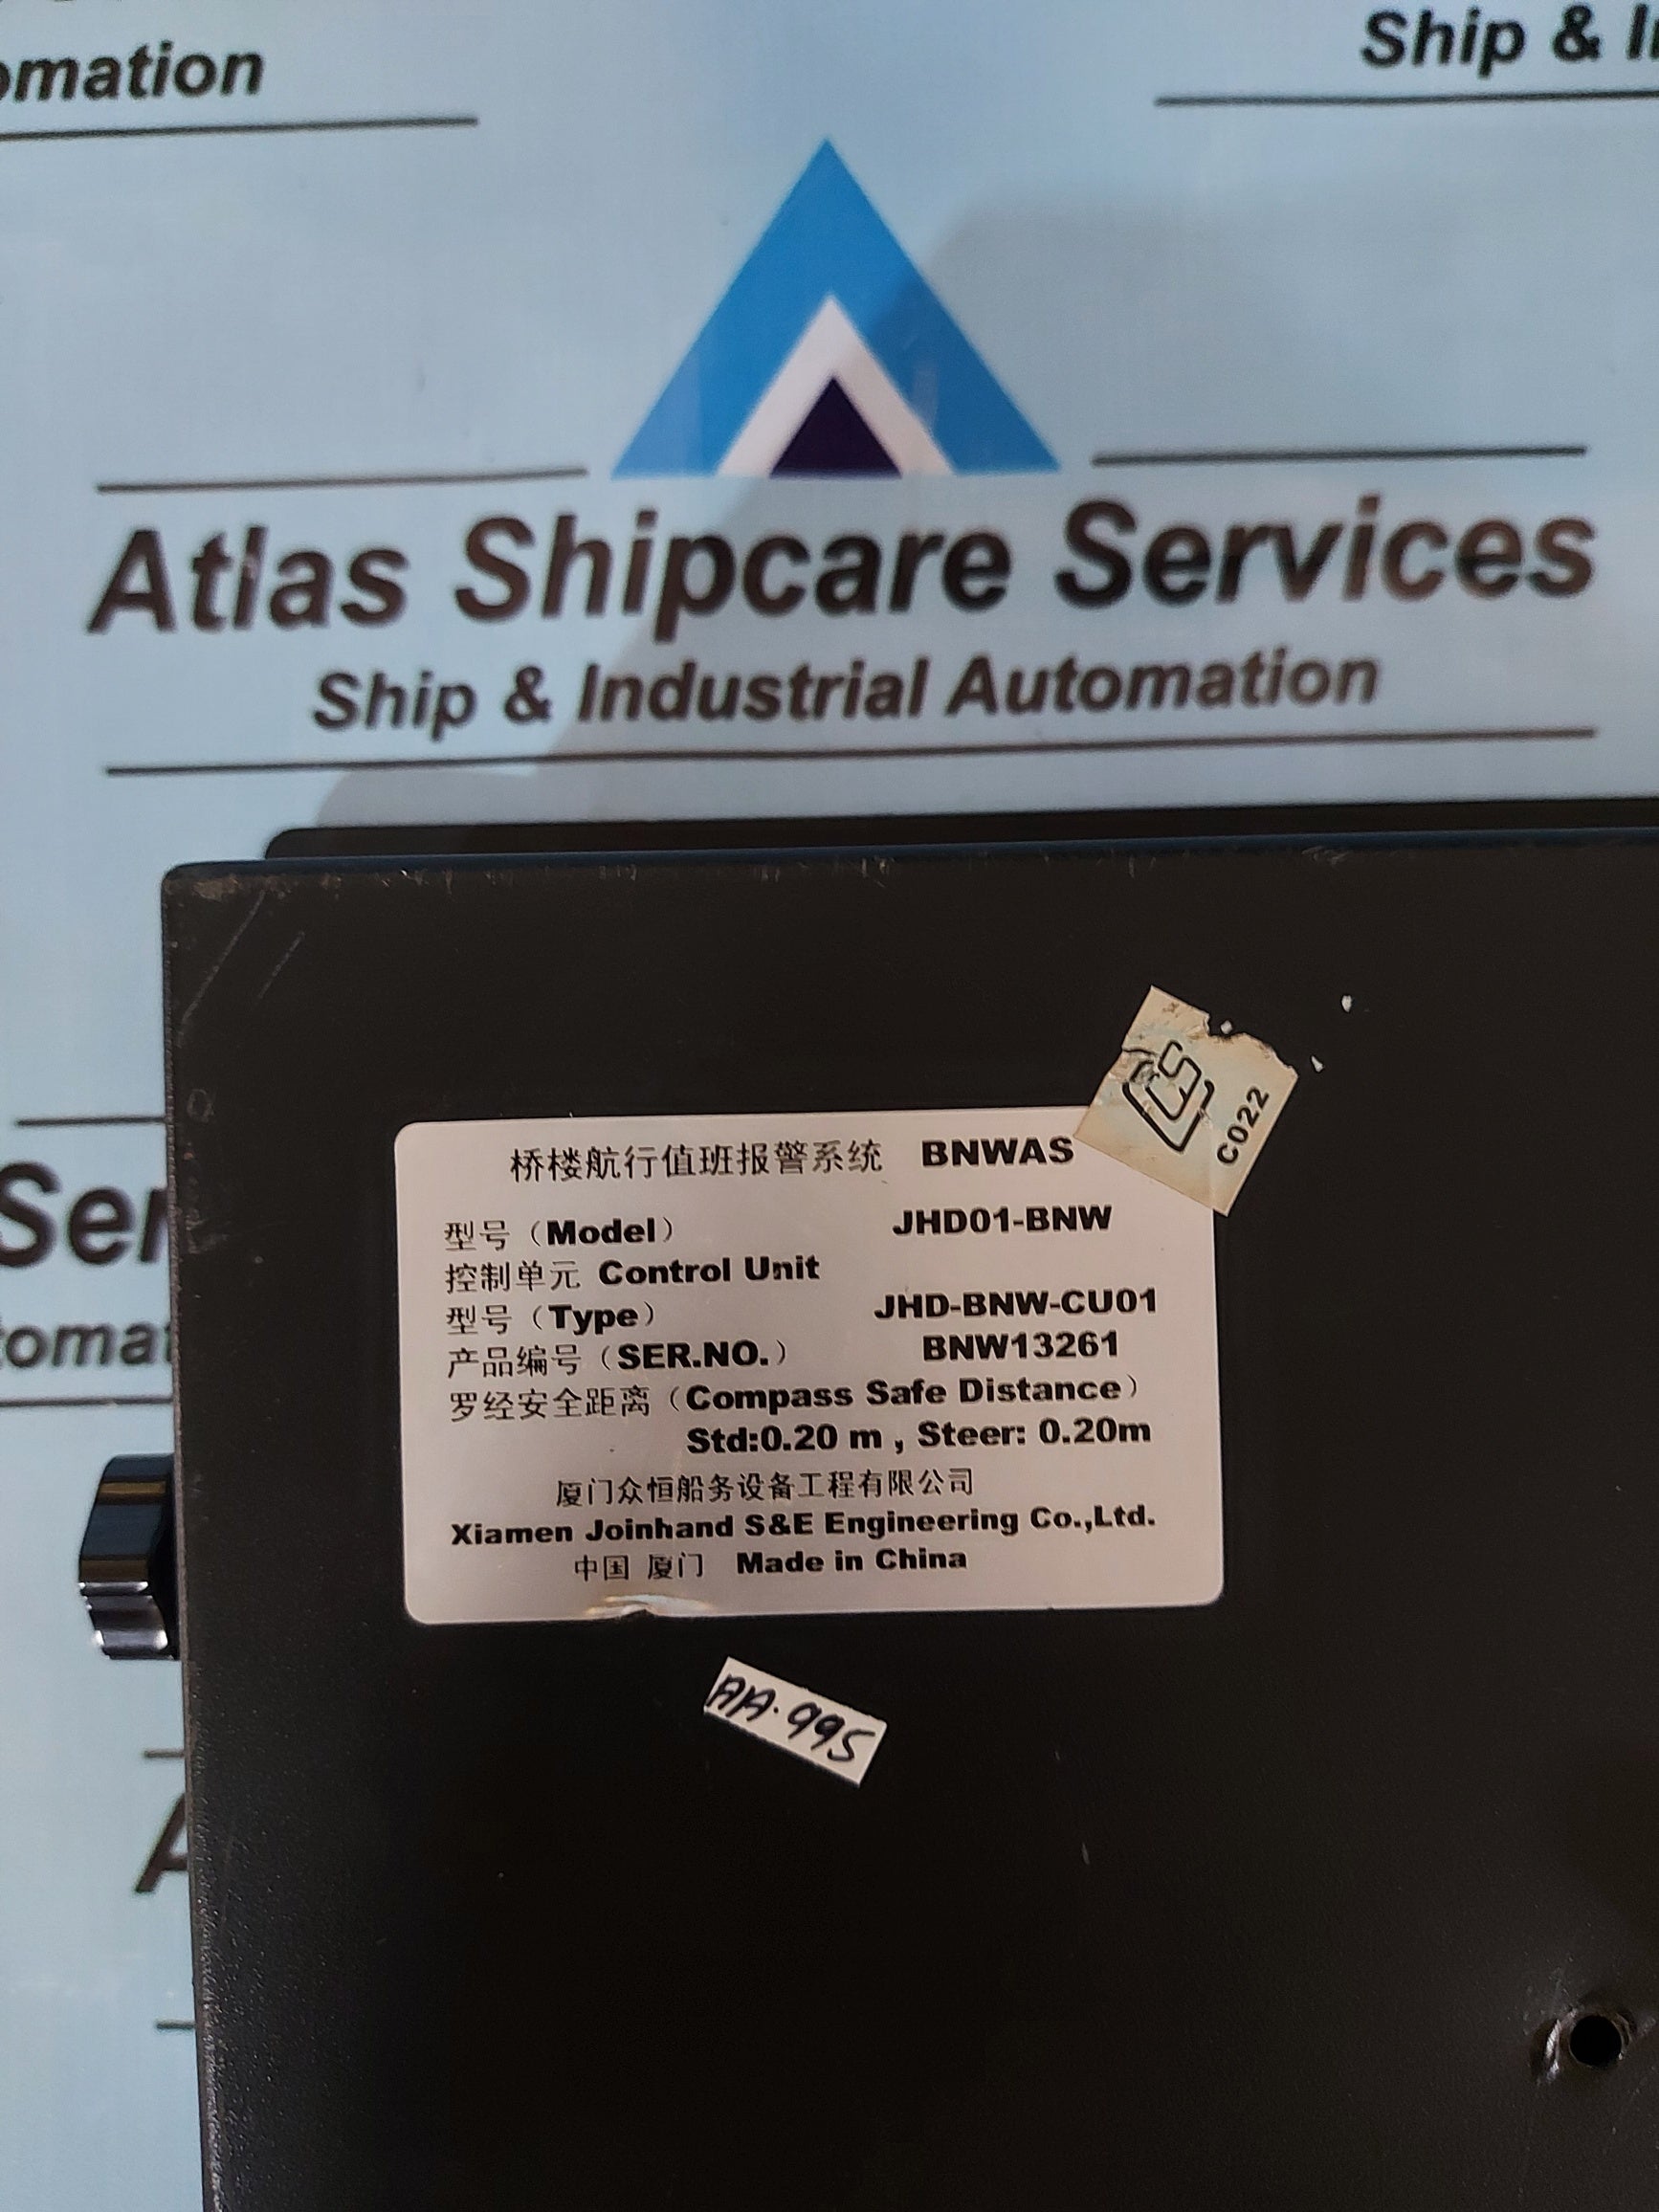 omation
Ship & I
Atlas Shipcare Services
Ship & Industrial Automation
Ser
tomat
A
C022
桥楼航行值班报警系统 BNWAS
型号（Model） JHD01-BNW
控制单元 Control Unit
型号（Type） JHD-BNW-CU01
产品编号（SER.NO.） BNW13261
罗经安全距离（Compass Safe Distance）
Std:0.20 m , Steer: 0.20m
厦门众恒船务设备工程有限公司
Xiamen Joinhand S&E Engineering Co.,Ltd.
中国 厦门 Made in China
AA.995